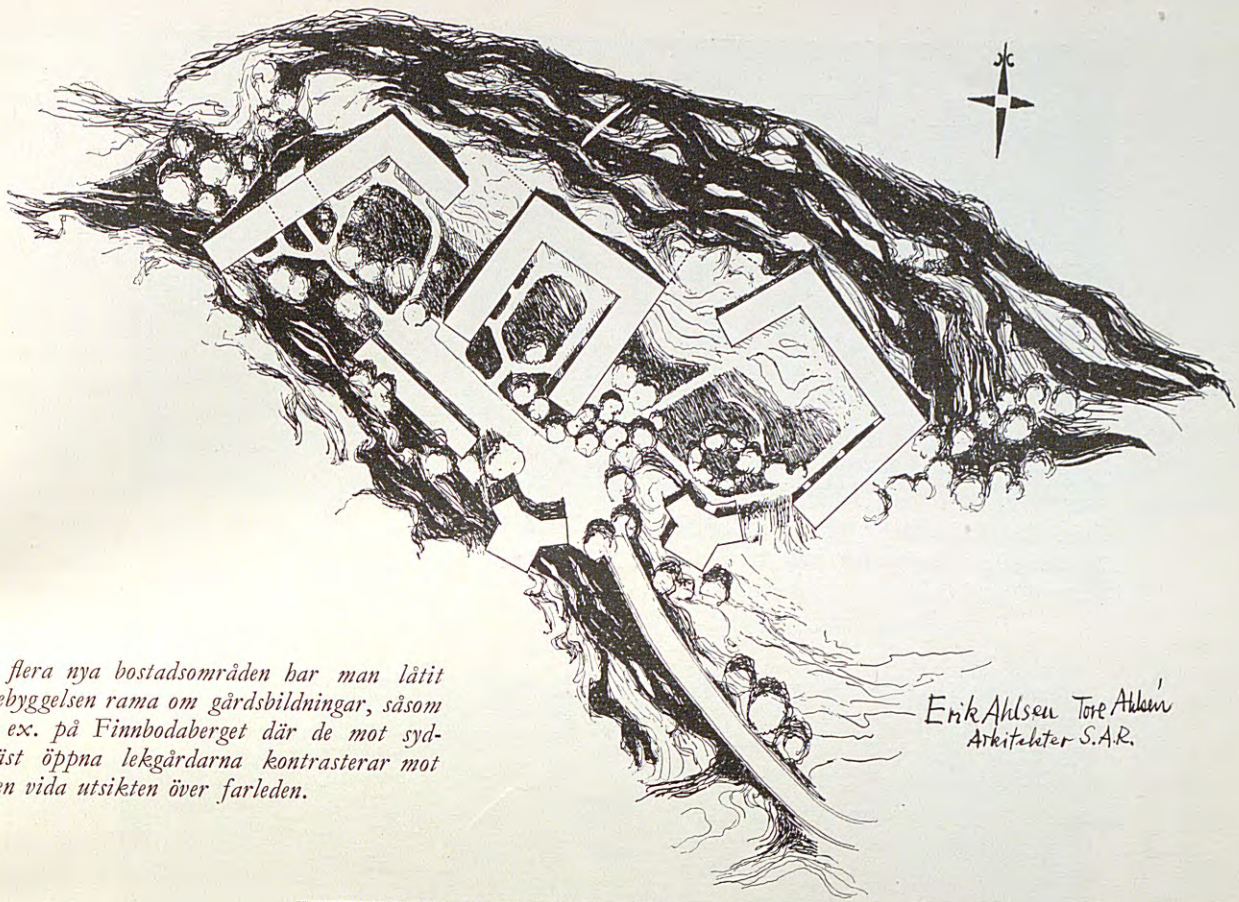 flera nya bostadsområden har man låtit
ebyggelsen rama om gårdsbildningar, såsom
ex. på Finnbodaberget där de mot syd-
äst öppna lekgårdarna kontrasterar mot
en vida utsikten över farleden.
Erik Ahlsen Tore Ahlsén
Arkitekter S.A.R.